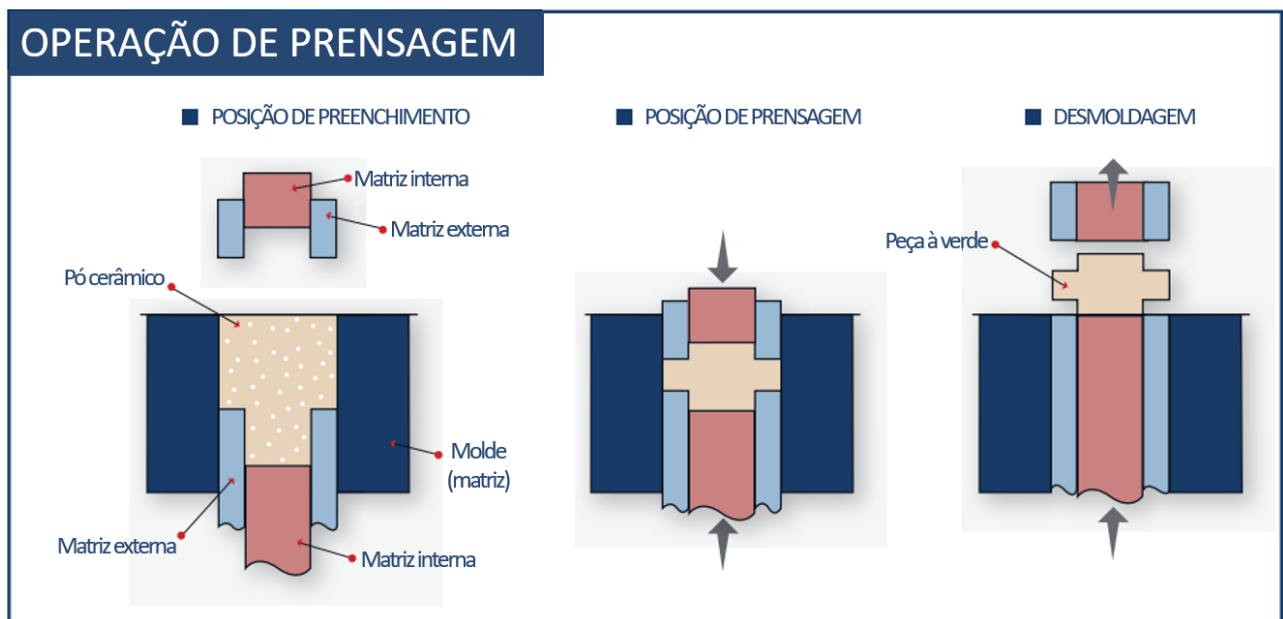 OPERAÇÃO DE PRENSAGEM
POSIÇÃO DE PREENCHIMENTO
Matriz interna
Matriz externa
Pó cerâmico
Molde
(matriz)
Matriz externa
Matriz interna
POSIÇÃO DE PRENSAGEM
DESMOLDAGEM
Peça à verde